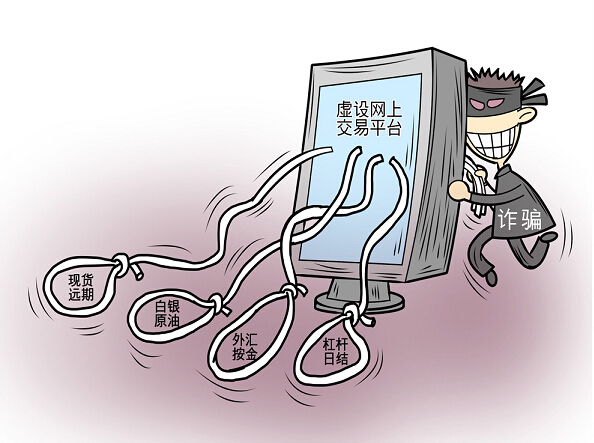 虚设网上
交易平台
诈骗
现货
远期
白银
原油
外汇
按金
杠杆
日结